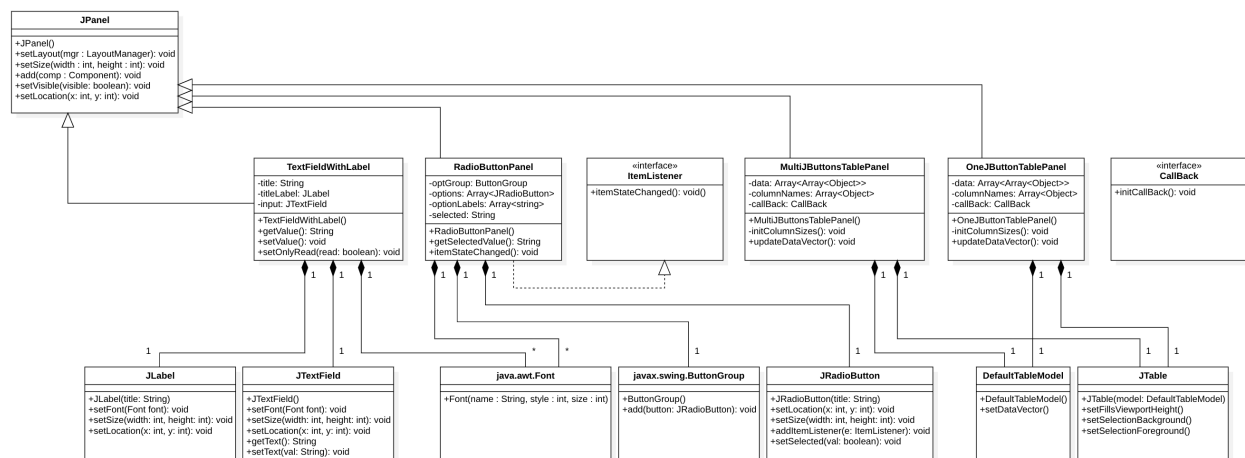 JPanel
+JPanel()
+setLayout(mgr : LayoutManager): void
+setSize(width : int, height : int): void
+add(comp : Component): void
+setVisible(visible: boolean): void
+setLocation(x: int, y: int): void
TextFieldWithLabel
-title: String
-titleLabel: JLabel
-input: JTextField
+TextFieldWithLabel()
+getValue(): String
+setValue(): void
+setOnlyRead(read: boolean): void
RadioButtonPanel
-optGroup: ButtonGroup
-options: Array<JRadioButton>
-optionLabels: Array<string>
-selected: String
+RadioButtonPanel()
+getSelectedValue(): String
+itemStateChanged(): void
«interface»
ItemListener
+itemStateChanged(): void()
MultiJButtonsTablePanel
-data: Array<Array<Object>>
-columnNames: Array<Object>
-callBack: CallBack
+MultiJButtonsTablePanel()
-initColumnSizes(): void
+updateDataVector(): void
OneJButtonTablePanel
-data: Array<Array<Object>>
-columnNames: Array<Object>
-callBack: CallBack
+OneJButtonTablePanel()
-initColumnSizes(): void
+updateDataVector(): void
«interface»
CallBack
+initCallBack(): void
1 1 1 1 1 1 1 1 1 1
1 1 * * 1 1 1 1 1 1
JLabel
+JLabel(title: String)
+setFont(Font font): void
+setSize(width: int, height: int): void
+setLocation(x: int, y: int): void
JTextField
+JTextField()
+setFont(Font font): void
+setSize(width: int, height: int): void
+setLocation(x: int, y: int): void
+getText(): String
+setText(val: String): void
java.awt.Font
+Font(name : String, style : int, size : int)
javax.swing.ButtonGroup
+ButtonGroup()
+add(button: JRadioButton): void
JRadioButton
+JRadioButton(title: String)
+setLocation(x: int, y: int): void
+setSize(width: int, height: int): void
+addItemListener(e: ItemListener): void
+setSelected(val: boolean): void
DefaultTableModel
+DefaultTableModel()
+setDataVector()
JTable
+JTable(model: DefaultTableModel)
+setFillsViewportHeight()
+setSelectionBackground()
+setSelectionForeground()